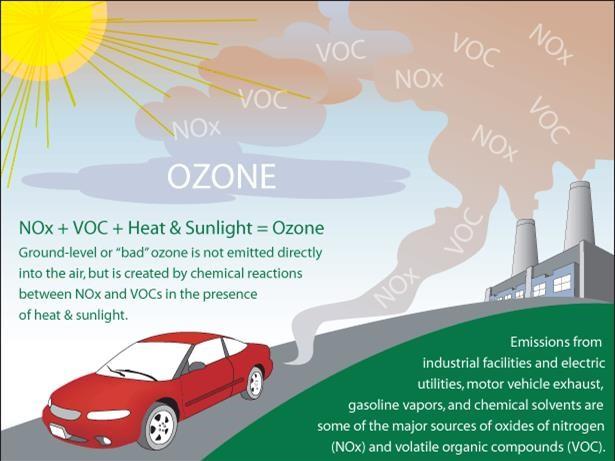 VOC
VOC
NOx
NOx
VOC
VOC
NOx
NOx
OZONE
VOC
NOx
NOx + VOC + Heat & Sunlight = Ozone
Ground-level or “bad” ozone is not emitted directly
into the air, but is created by chemical reactions
between NOx and VOCs in the presence
of heat & sunlight.
Emissions from
industrial facilities and electric
utilities, motor vehicle exhaust,
gasoline vapors, and chemical solvents are
some of the major sources of oxides of nitrogen
(NOx) and volatile organic compounds (VOC).